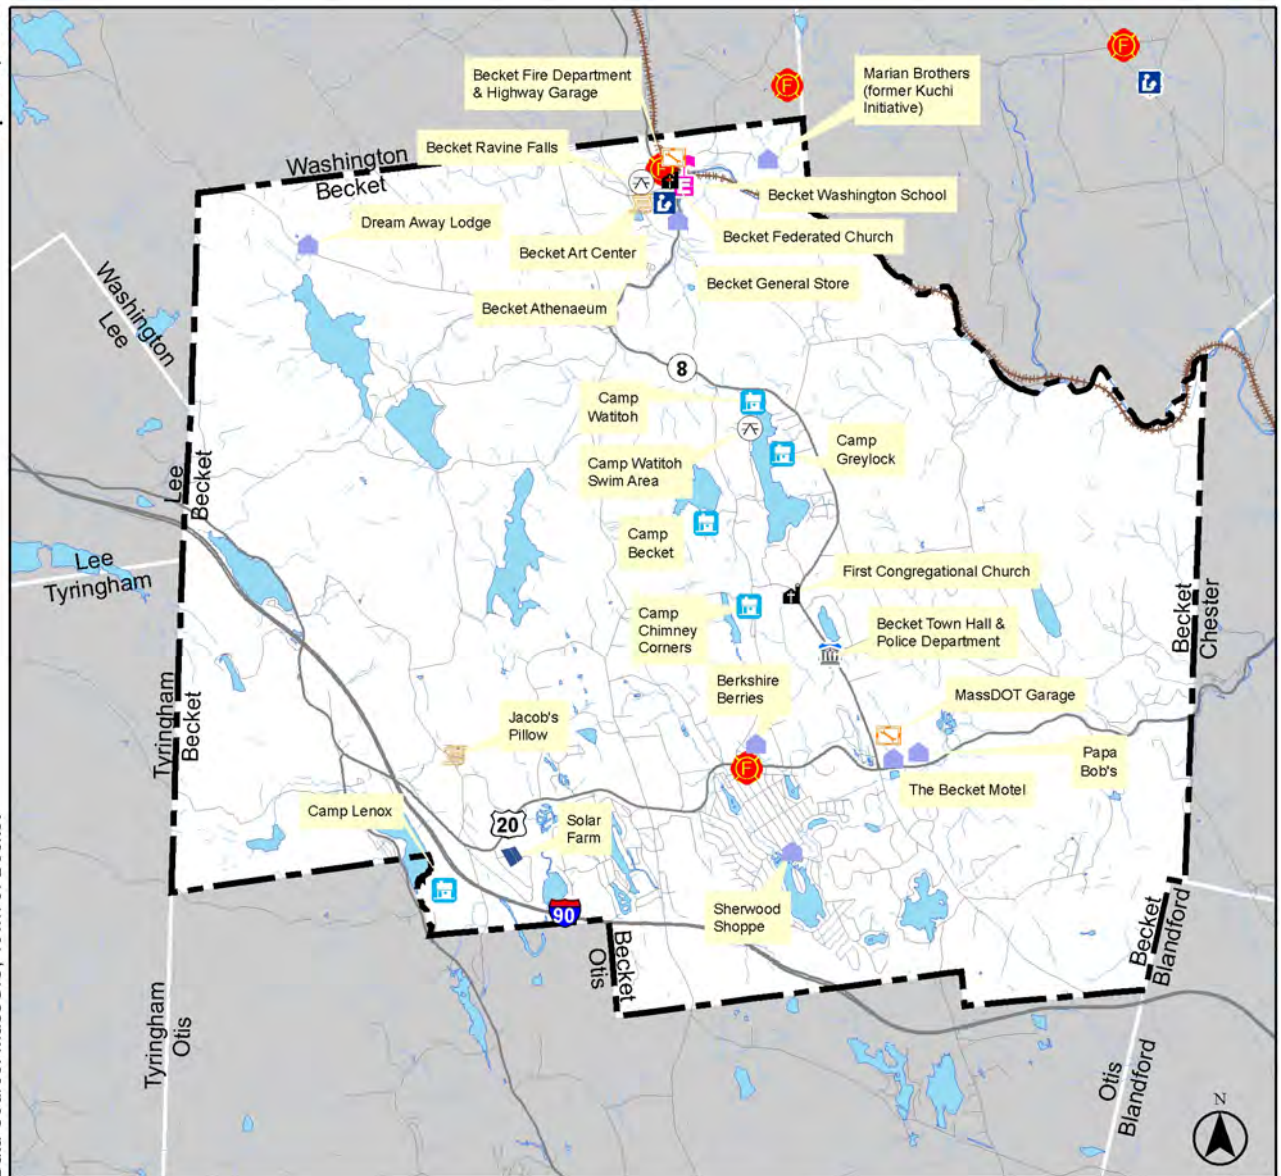 Becket Fire Department
& Highway Garage
Marian Brothers
(former Kuchi
Initiative)
F
F
Becket Ravine Falls
Washington
Becket
F
E
Becket Washington School
Dream Away Lodge
Becket Art Center
Becket Federated Church
Becket General Store
Becket Athenaeum
Washington
Lee
8
Camp
Watitoh
Camp
Greylock
Camp Watitoh
Swim Area
Lee
Becket
Camp
Becket
Lee
Tyringham
First Congregational Church
Camp
Chimney
Corners
Becket Town Hall &
Police Department
Becket
Chester
Berkshire
Berries
MassDOT Garage
Tyringham
Becket
Jacob's
Pillow
Papa
Bob's
F
The Becket Motel
Camp Lenox
20
Solar
Farm
90
Sherwood
Shoppe
Becket
Otis
Becket
Blandford
Tyringham
Otis
Otis
Blandford
N